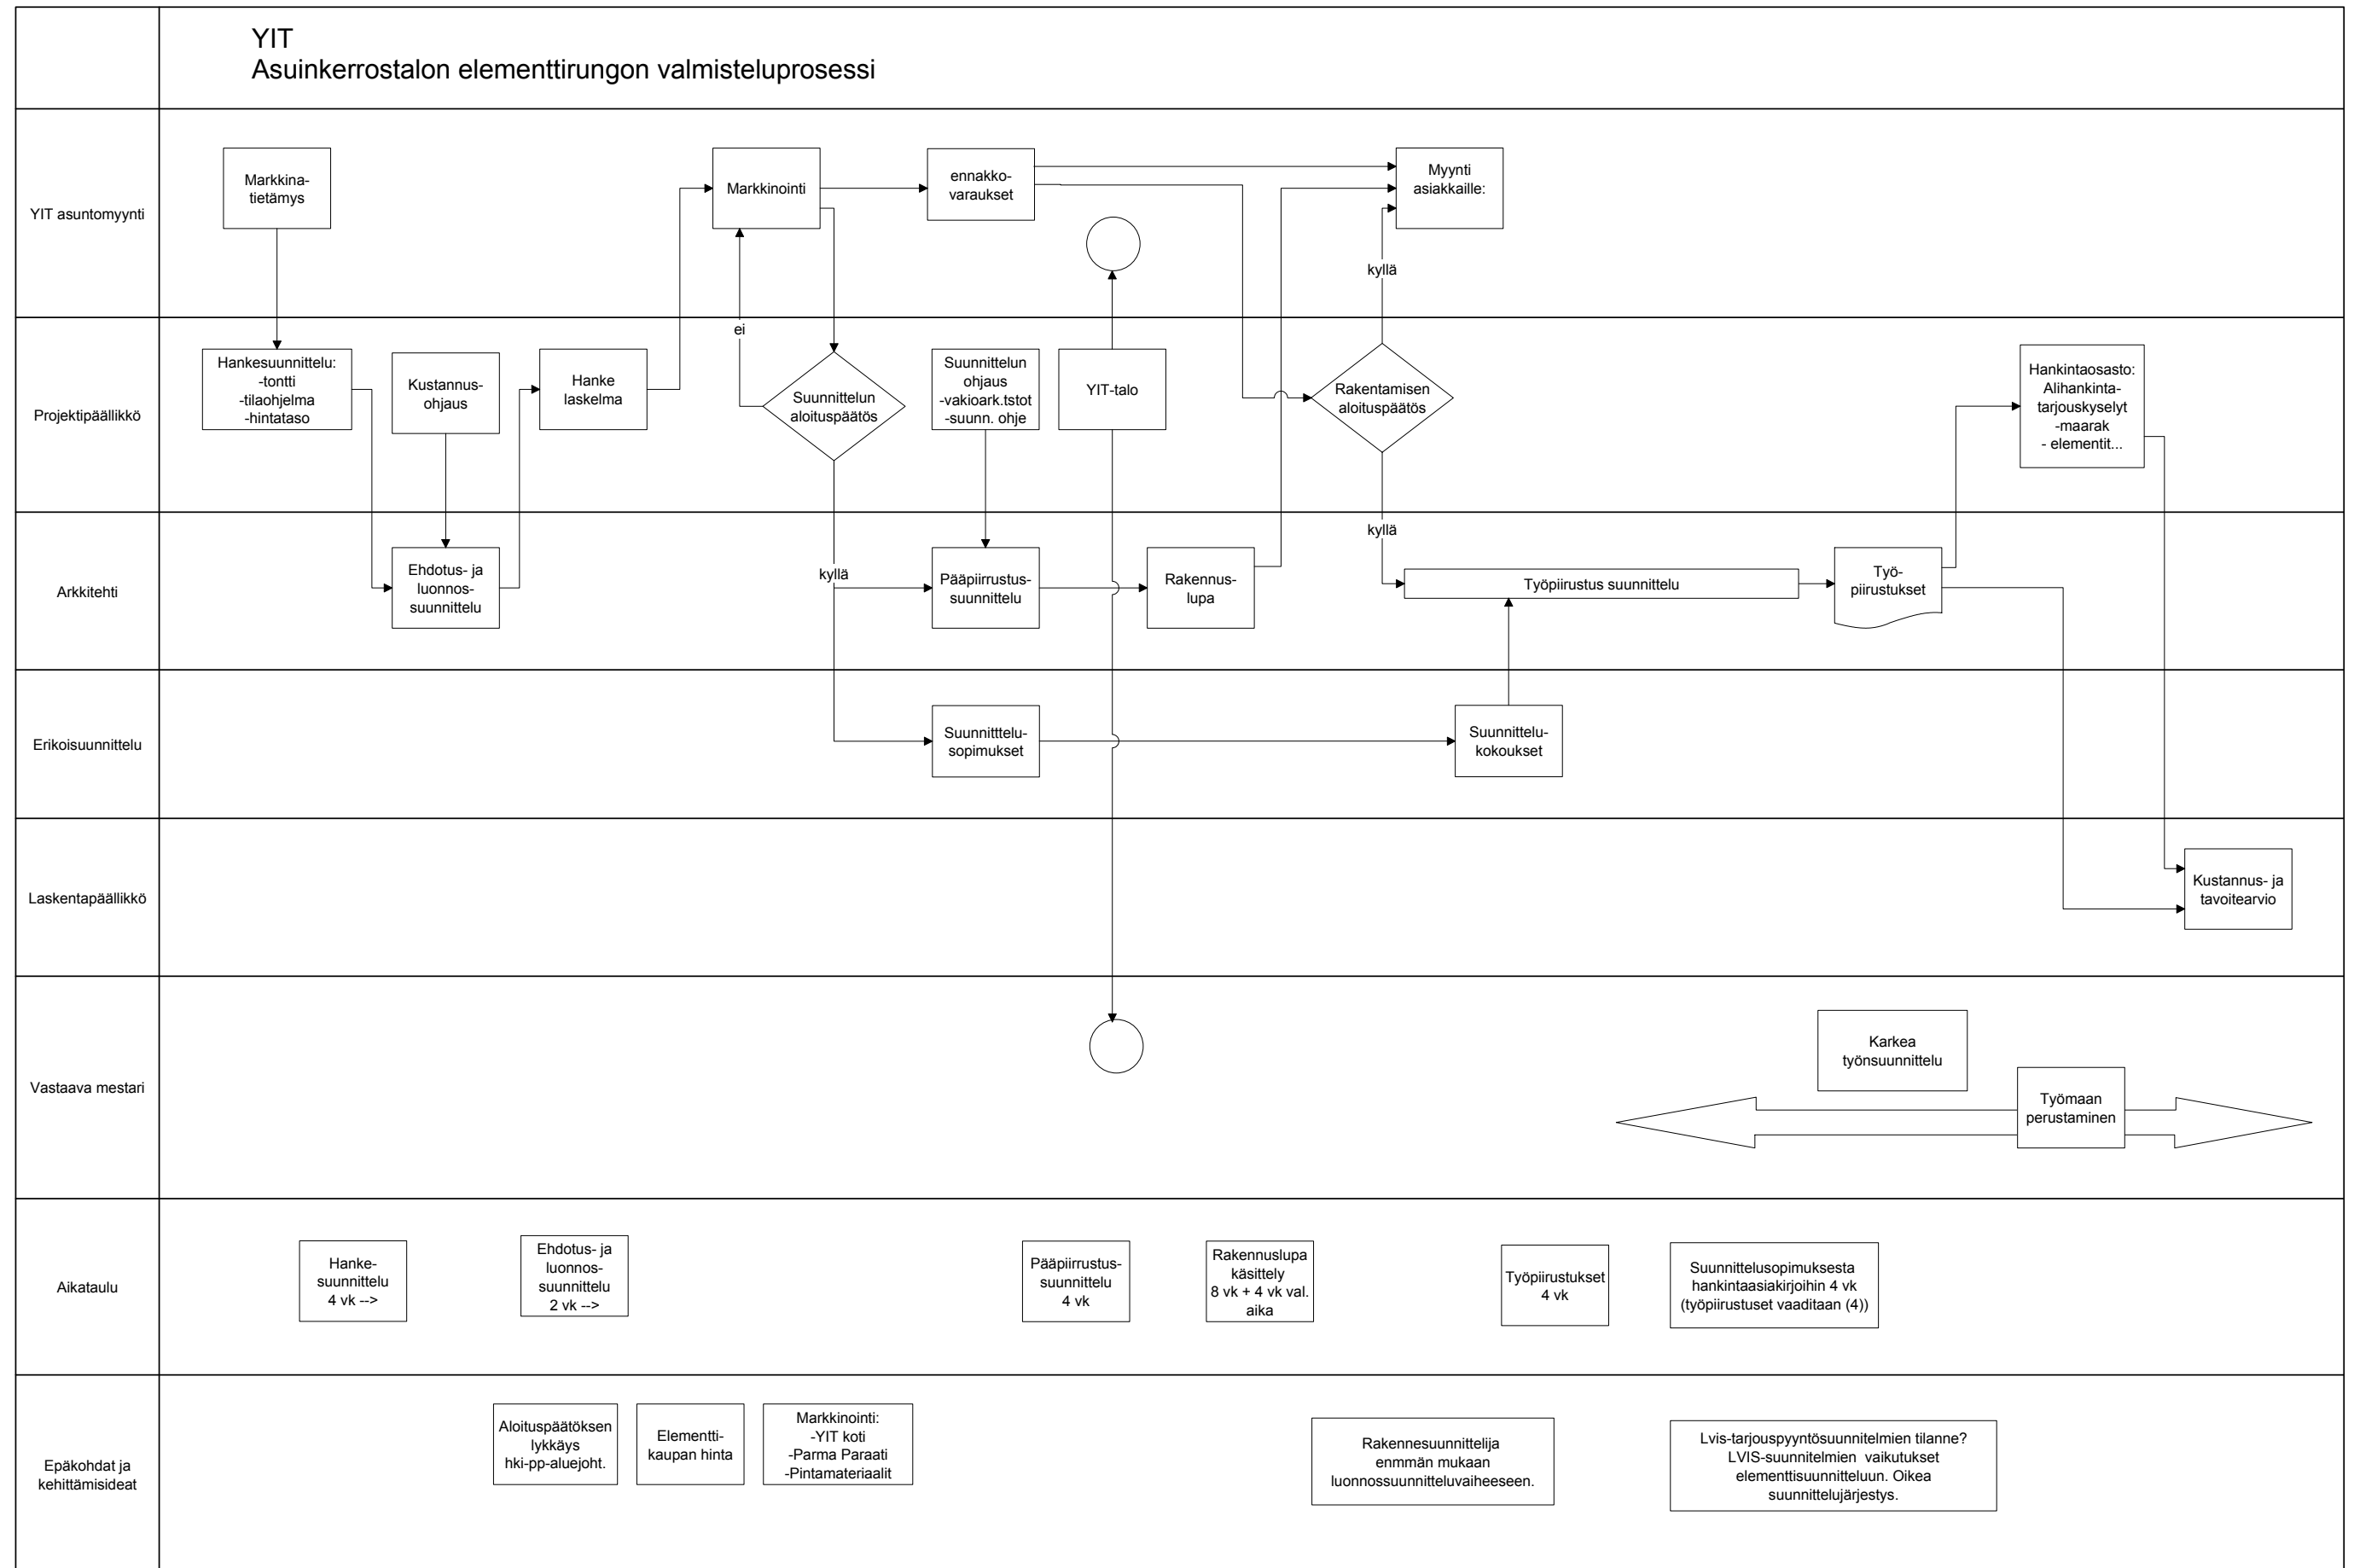 YIT
Asuinkerrostalon elementtirungon valmisteluprosessi
YIT asuntomyynti
Markkina-
tietämys
Markkinointi
ennakko-
varaukset
Myynti
asiakkaille:
kyllä
ei
Projektipäällikkö
Hankesuunnittelu:
-tontti
-tilaohjelma
-hintataso
Kustannus-
ohjaus
Hanke
laskelma
Suunnittelun
aloituspäätös
Suunnittelun
ohjaus
-vakioark.tstot
-suunn. ohje
YIT-talo
Rakentamisen
aloituspäätös
Hankintaosasto:
Alihankinta-
tarjouskyselyt
-maarak
- elementit...
kyllä
kyllä
Arkkitehti
Ehdotus- ja
luonnos-
suunnittelu
Pääpiirrustus-
suunnittelu
Rakennus-
lupa
Työpiirustus suunnittelu
Työ-
piirustukset
Erikoisuunnittelu
Suunnitttelu-
sopimukset
Suunnittelu-
kokoukset
Laskentapäällikkö
Kustannus- ja
tavoitearvio
Vastaava mestari
Karkea
työnsuunnittelu
Työmaan
perustaminen
Aikataulu
Hanke-
suunnittelu
4 vk -->
Ehdotus- ja
luonnos-
suunnittelu
2 vk -->
Pääpiirrustus-
suunnittelu
4 vk
Rakennuslupa
käsittely
8 vk + 4 vk val.
aika
Työpiirustukset
4 vk
Suunnittelusopimuksesta
hankintaasiakirjoihin 4 vk
(työpiirustuset vaaditaan (4))
Epäkohdat ja
kehittämisideat
Aloituspäätöksen
lykkäys
hki-pp-aluejoht.
Elementti-
kaupan hinta
Markkinointi:
-YIT koti
-Parma Paraati
-Pintamateriaalit
Rakennesuunnittelija
enmmän mukaan
luonnossuunnitteluvaiheeseen.
Lvis-tarjouspyyntösuunnitelmien tilanne?
LVIS-suunnitelmien vaikutukset
elementtisuunnitteluun. Oikea
suunnittelujärjestys.